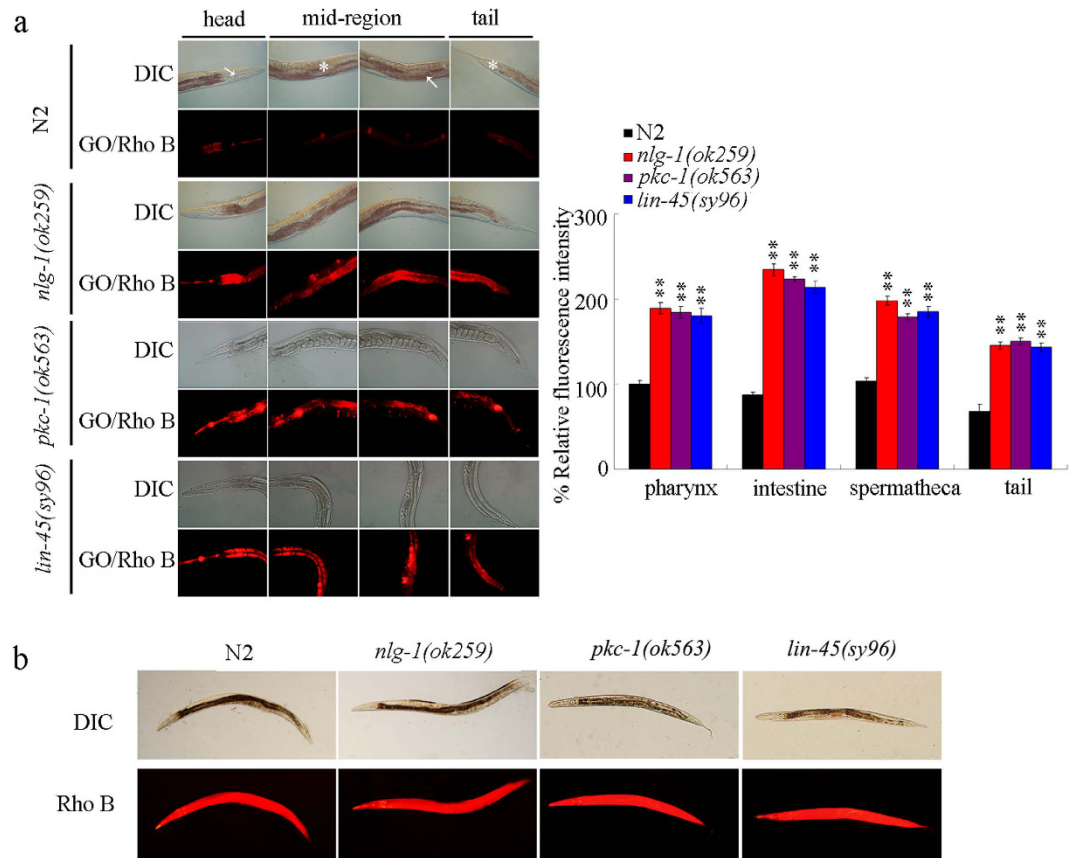 a
head mid-region tail
N2
DIC
* *
GO/Rho B
nlg-1(ok259)
DIC
GO/Rho B
pkc-1(ok563)
DIC
GO/Rho B
lin-45(sy96)
DIC
GO/Rho B
N2
nlg-1(ok259)
pkc-1(ok563)
lin-45(sy96)
% Relative fluorescence intensity
300
200
100
0
** ** ** ** ** ** ** ** ** ** ** **
pharynx intestine spermatheca tail
b
N2 nlg-1(ok259) pkc-1(ok563) lin-45(sy96)
DIC
Rho B